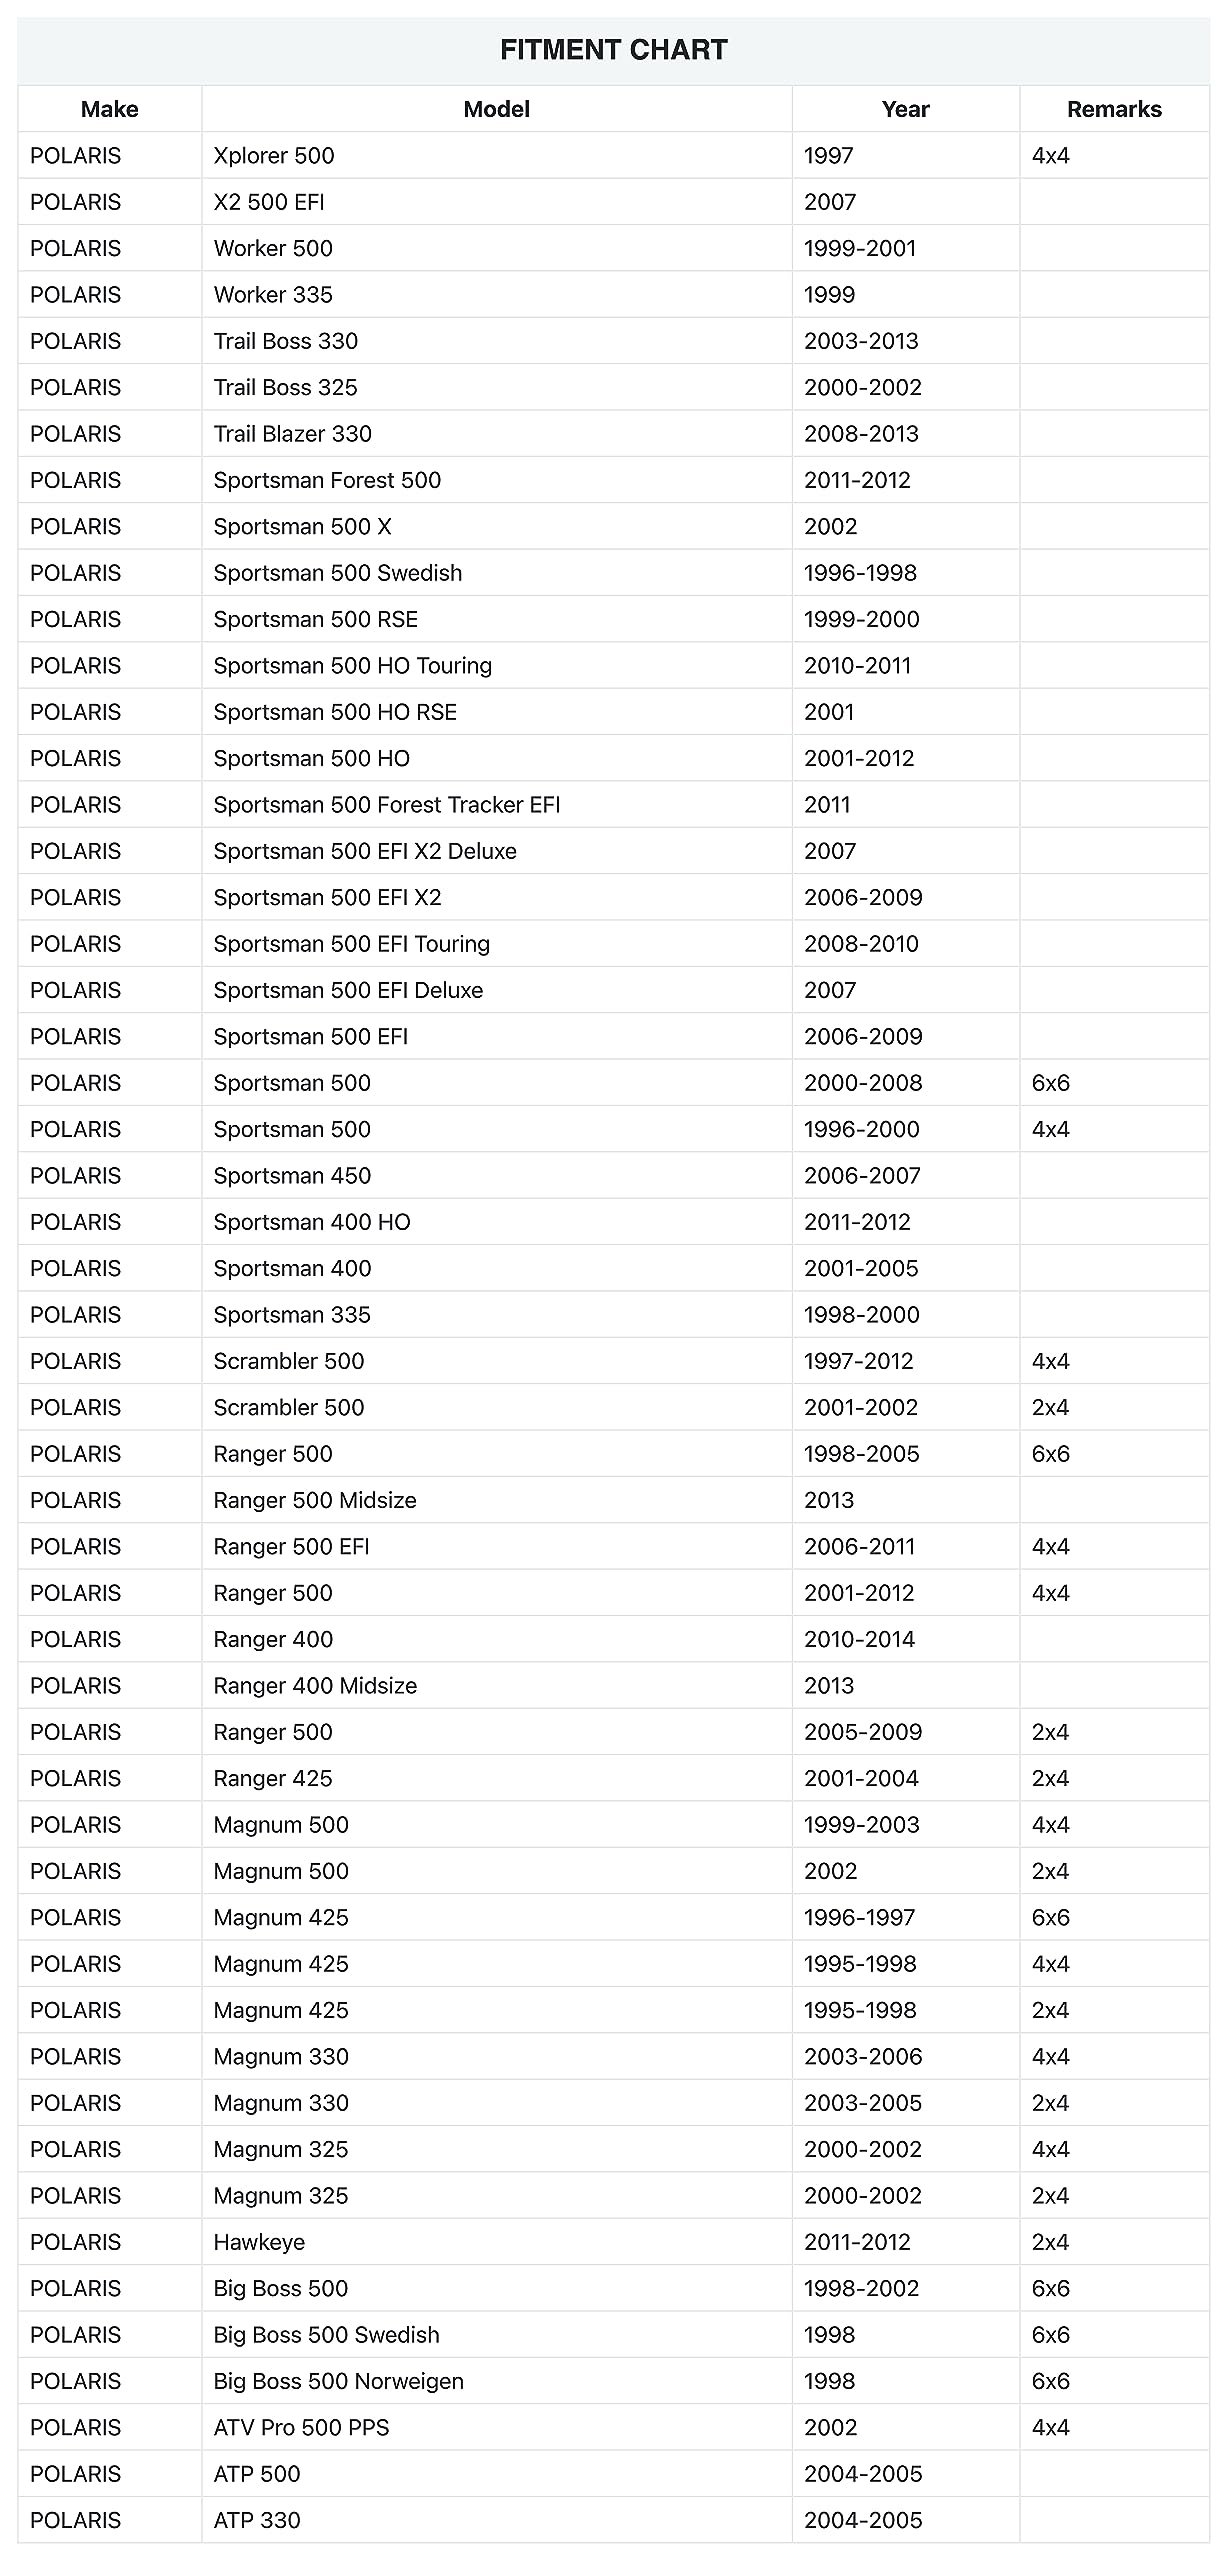 FITMENT CHART
Make Model Year Remarks
POLARIS Xplorer 500 1997 4x4
POLARIS X2 500 EFI 2007
POLARIS Worker 500 1999-2001
POLARIS Worker 335 1999
POLARIS Trail Boss 330 2003-2013
POLARIS Trail Boss 325 2000-2002
POLARIS Trail Blazer 330 2008-2013
POLARIS Sportsman Forest 500 2011-2012
POLARIS Sportsman 500 X 2002
POLARIS Sportsman 500 Swedish 1996-1998
POLARIS Sportsman 500 RSE 1999-2000
POLARIS Sportsman 500 HO Touring 2010-2011
POLARIS Sportsman 500 HO RSE 2001
POLARIS Sportsman 500 HO 2001-2012
POLARIS Sportsman 500 Forest Tracker EFI 2011
POLARIS Sportsman 500 EFI X2 Deluxe 2007
POLARIS Sportsman 500 EFI X2 2006-2009
POLARIS Sportsman 500 EFI Touring 2008-2010
POLARIS Sportsman 500 EFI Deluxe 2007
POLARIS Sportsman 500 EFI 2006-2009
POLARIS Sportsman 500 2000-2008 6x6
POLARIS Sportsman 500 1996-2000 4x4
POLARIS Sportsman 450 2006-2007
POLARIS Sportsman 400 HO 2011-2012
POLARIS Sportsman 400 2001-2005
POLARIS Sportsman 335 1998-2000
POLARIS Scrambler 500 1997-2012 4x4
POLARIS Scrambler 500 2001-2002 2x4
POLARIS Ranger 500 1998-2005 6x6
POLARIS Ranger 500 Midsize 2013
POLARIS Ranger 500 EFI 2006-2011 4x4
POLARIS Ranger 500 2001-2012 4x4
POLARIS Ranger 400 2010-2014
POLARIS Ranger 400 Midsize 2013
POLARIS Ranger 500 2005-2009 2x4
POLARIS Ranger 425 2001-2004 2x4
POLARIS Magnum 500 1999-2003 4x4
POLARIS Magnum 500 2002 2x4
POLARIS Magnum 425 1996-1997 6x6
POLARIS Magnum 425 1995-1998 4x4
POLARIS Magnum 425 1995-1998 2x4
POLARIS Magnum 330 2003-2006 4x4
POLARIS Magnum 330 2003-2005 2x4
POLARIS Magnum 325 2000-2002 4x4
POLARIS Magnum 325 2000-2002 2x4
POLARIS Hawkeye 2011-2012 2x4
POLARIS Big Boss 500 1998-2002 6x6
POLARIS Big Boss 500 Swedish 1998 6x6
POLARIS Big Boss 500 Norweigen 1998 6x6
POLARIS ATV Pro 500 PPS 2002 4x4
POLARIS ATP 500 2004-2005
POLARIS ATP 330 2004-2005